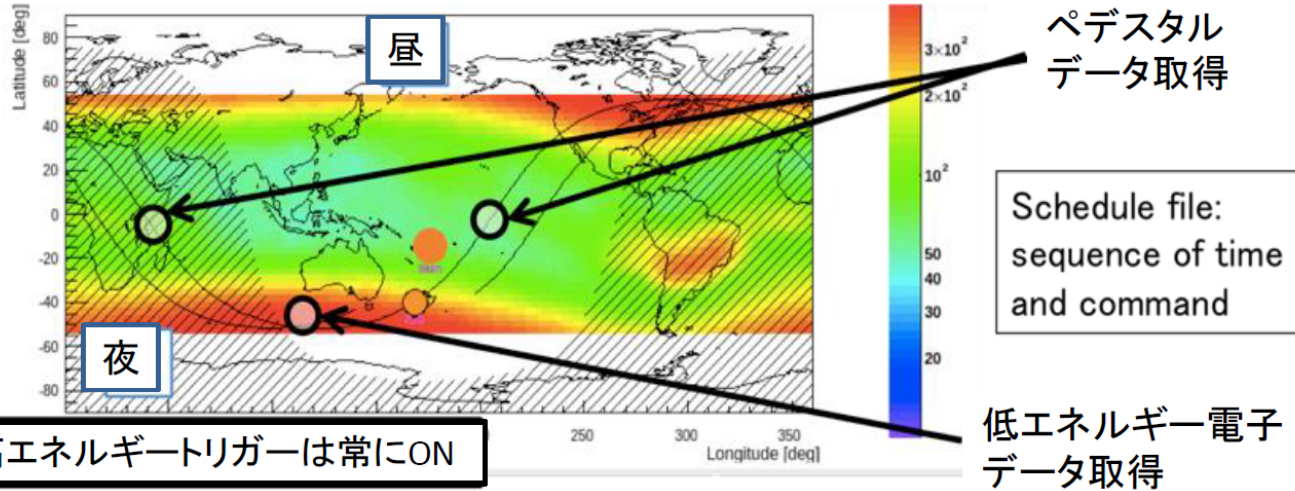 Latitude [deg]
80
60
40
20
0
-20
-40
-60
-80
昼
夜
250
300
350
Longitude [deg]
3×10²
2×10²
10²
50
40
30
20
ペデスタル
データ取得
Schedule file:
sequence of time
and command
低エネルギー電子
データ取得
エネルギートリガーは常にON